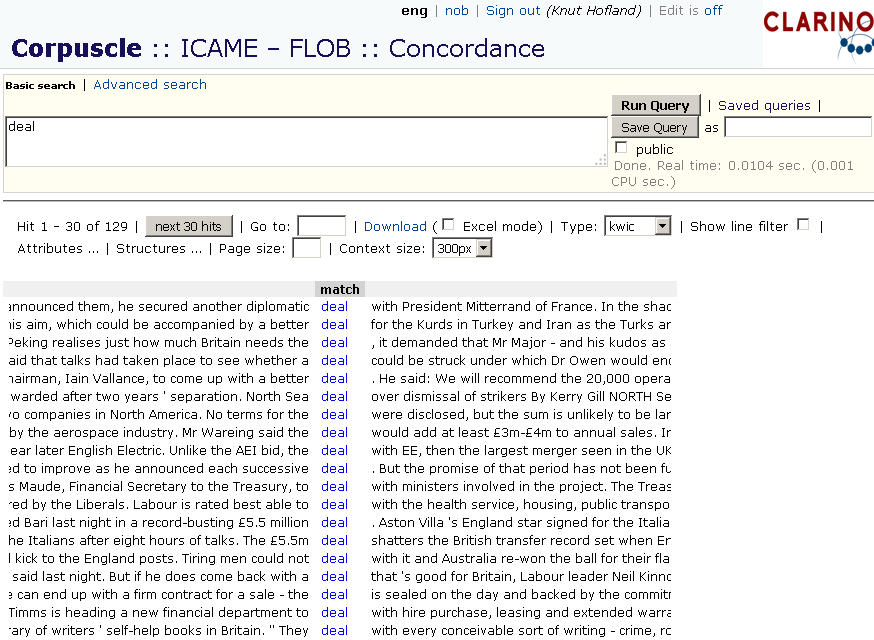 eng | nob | Sign out (Knut Hofland) | Edit is off
CLARINO
Corpuscle :: ICAME – FLOB :: Concordance
Basic search | Advanced search
deal
Run Query | Saved queries |
Save Query as
public
Done. Real time: 0.0104 sec. (0.001
CPU sec.)
Hit 1 - 30 of 129 | next 30 hits | Go to: | Download ( Excel mode) | Type: kwic | Show line filter |
Attributes ... | Structures ... | Page size: | Context size: 300px
match
announced them, he secured another diplomatic deal with President Mitterrand of France. In the
his aim, which could be accompanied by a better deal for the Kurds in Turkey and Iran as the Turks
Peking realises just how much Britain needs the deal , it demanded that Mr Major - and his kudos as
said that talks had taken place to see whether a deal could be struck under which Dr Owen would
hairman, Iain Vallance, to come up with a better deal . He said: We will recommend the 20,000 opera
warded after two years ' separation. North Sea deal over dismissal of strikers By Kerry Gill NORTH
companies in North America. No terms for the deal were disclosed, but the sum is unlikely to be
by the aerospace industry. Mr Wareing said the deal would add at least £3m-£4m to annual sales.
ear later English Electric. Unlike the AEI bid, the deal with EE, then the largest merger seen in the UK
ed to improve as he announced each successive deal . But the promise of that period has not been
s Maude, Financial Secretary to the Treasury, to deal with ministers involved in the project. The Treas
red by the Liberals. Labour is rated best able to deal with the health service, housing, public transpo
ed Bari last night in a record-busting £5.5 million deal . Aston Villa 's England star signed for the Italia
he Italians after eight hours of talks. The £5.5m deal shatters the British transfer record set when
kick to the England posts. Tiring men could not deal with it and Australia re-won the ball for their
said last night. But if he does come back with a deal that 's good for Britain, Labour leader Neil Kinno
e can end up with a firm contract for a sale - the deal is sealed on the day and backed by the
Timms is heading a new financial department to deal with hire purchase, leasing and extended warra
rary of writers ' self-help books in Britain. " They deal with every conceivable sort of writing - crime,